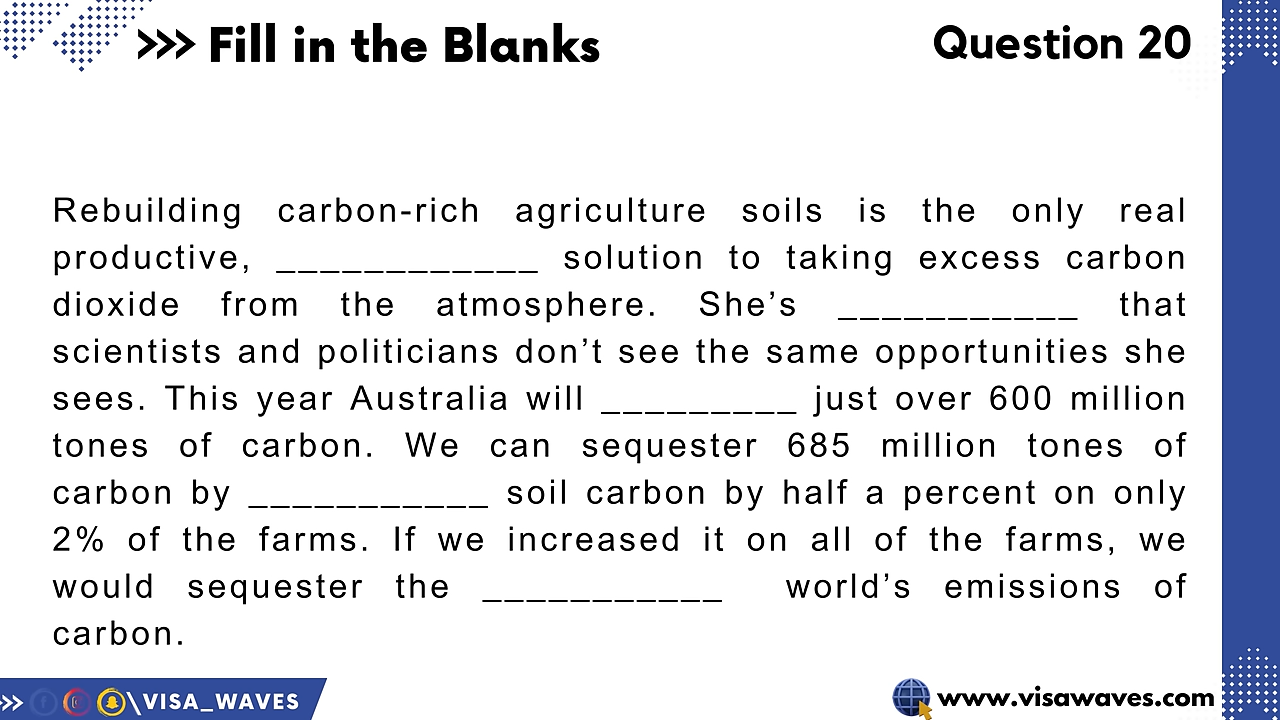 >>> Fill in the Blanks
Question 20
Rebuilding carbon-rich agriculture soils is the only real
productive, ____________ solution to taking excess carbon
dioxide from the atmosphere. She’s ___________ that
scientists and politicians don’t see the same opportunities she
sees. This year Australia will _________ just over 600 million
tones of carbon. We can sequester 685 million tones of
carbon by ___________ soil carbon by half a percent on only
2% of the farms. If we increased it on all of the farms, we
would sequester the ___________ world’s emissions of
carbon.
\VISA_WAVES
www.visawaves.com